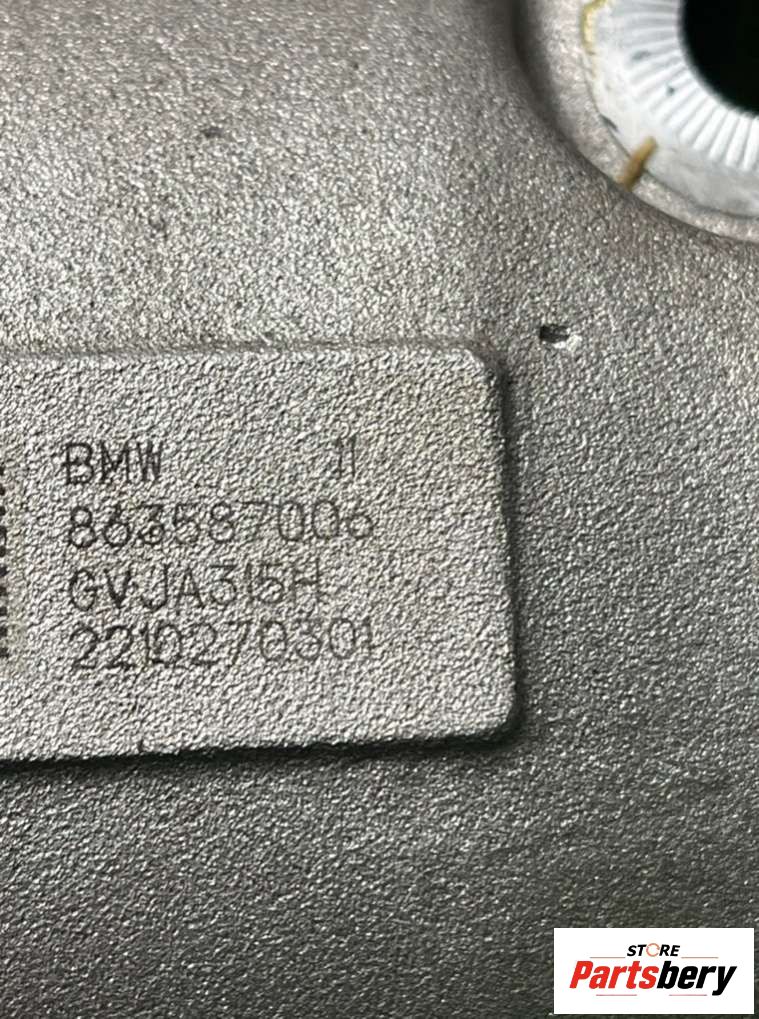 BMW 11
863587006
GVJA315H
2210270301
STORE
Partsbery